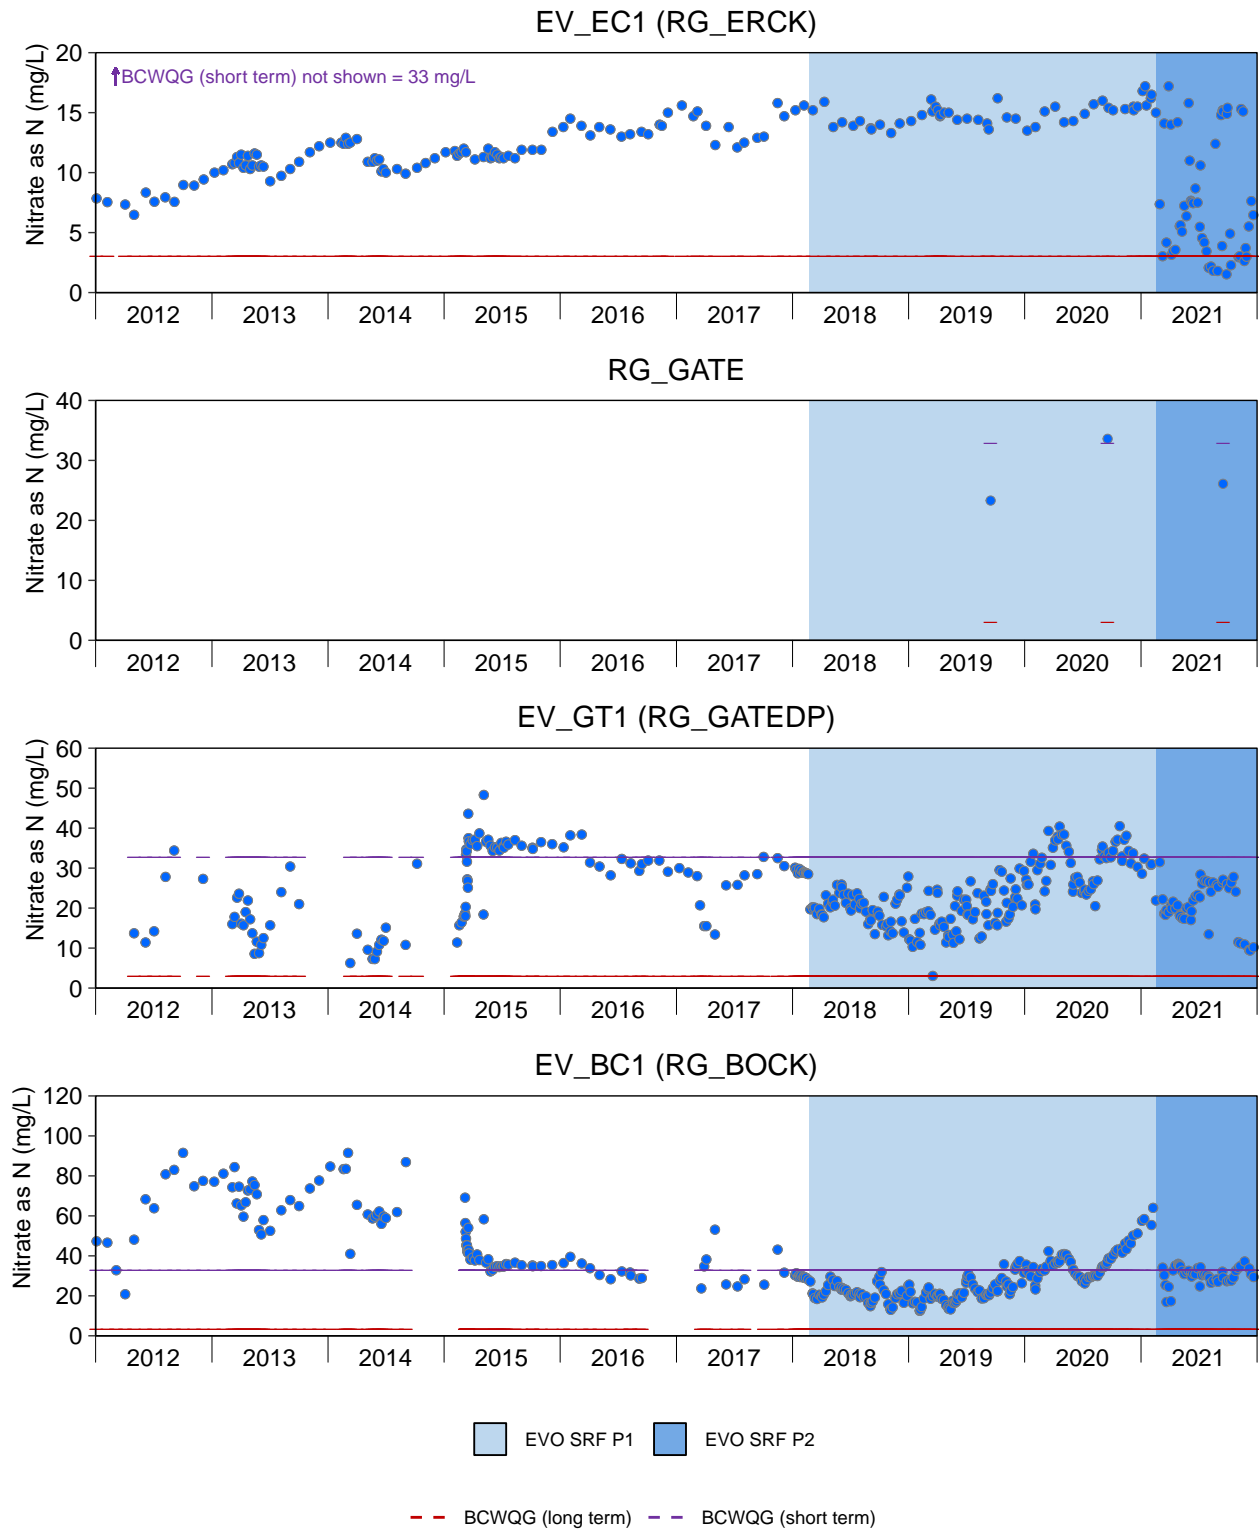 EV_EC1 (RG_ERCK)
Nitrate as N (mg/L)
20
15
10
5
0
BCWQG (short term) not shown = 33 mg/L
2012 2013 2014 2015 2016 2017 2018 2019 2020 2021
RG_GATE
Nitrate as N (mg/L)
40
30
20
10
0
2012 2013 2014 2015 2016 2017 2018 2019 2020 2021
EV_GT1 (RG_GATEDP)
Nitrate as N (mg/L)
60
50
40
30
20
10
0
2012 2013 2014 2015 2016 2017 2018 2019 2020 2021
EV_BC1 (RG_BOCK)
Nitrate as N (mg/L)
120
100
80
60
40
20
0
2012 2013 2014 2015 2016 2017 2018 2019 2020 2021
EVO SRF P1 EVO SRF P2
BCWQG (long term) BCWQG (short term)